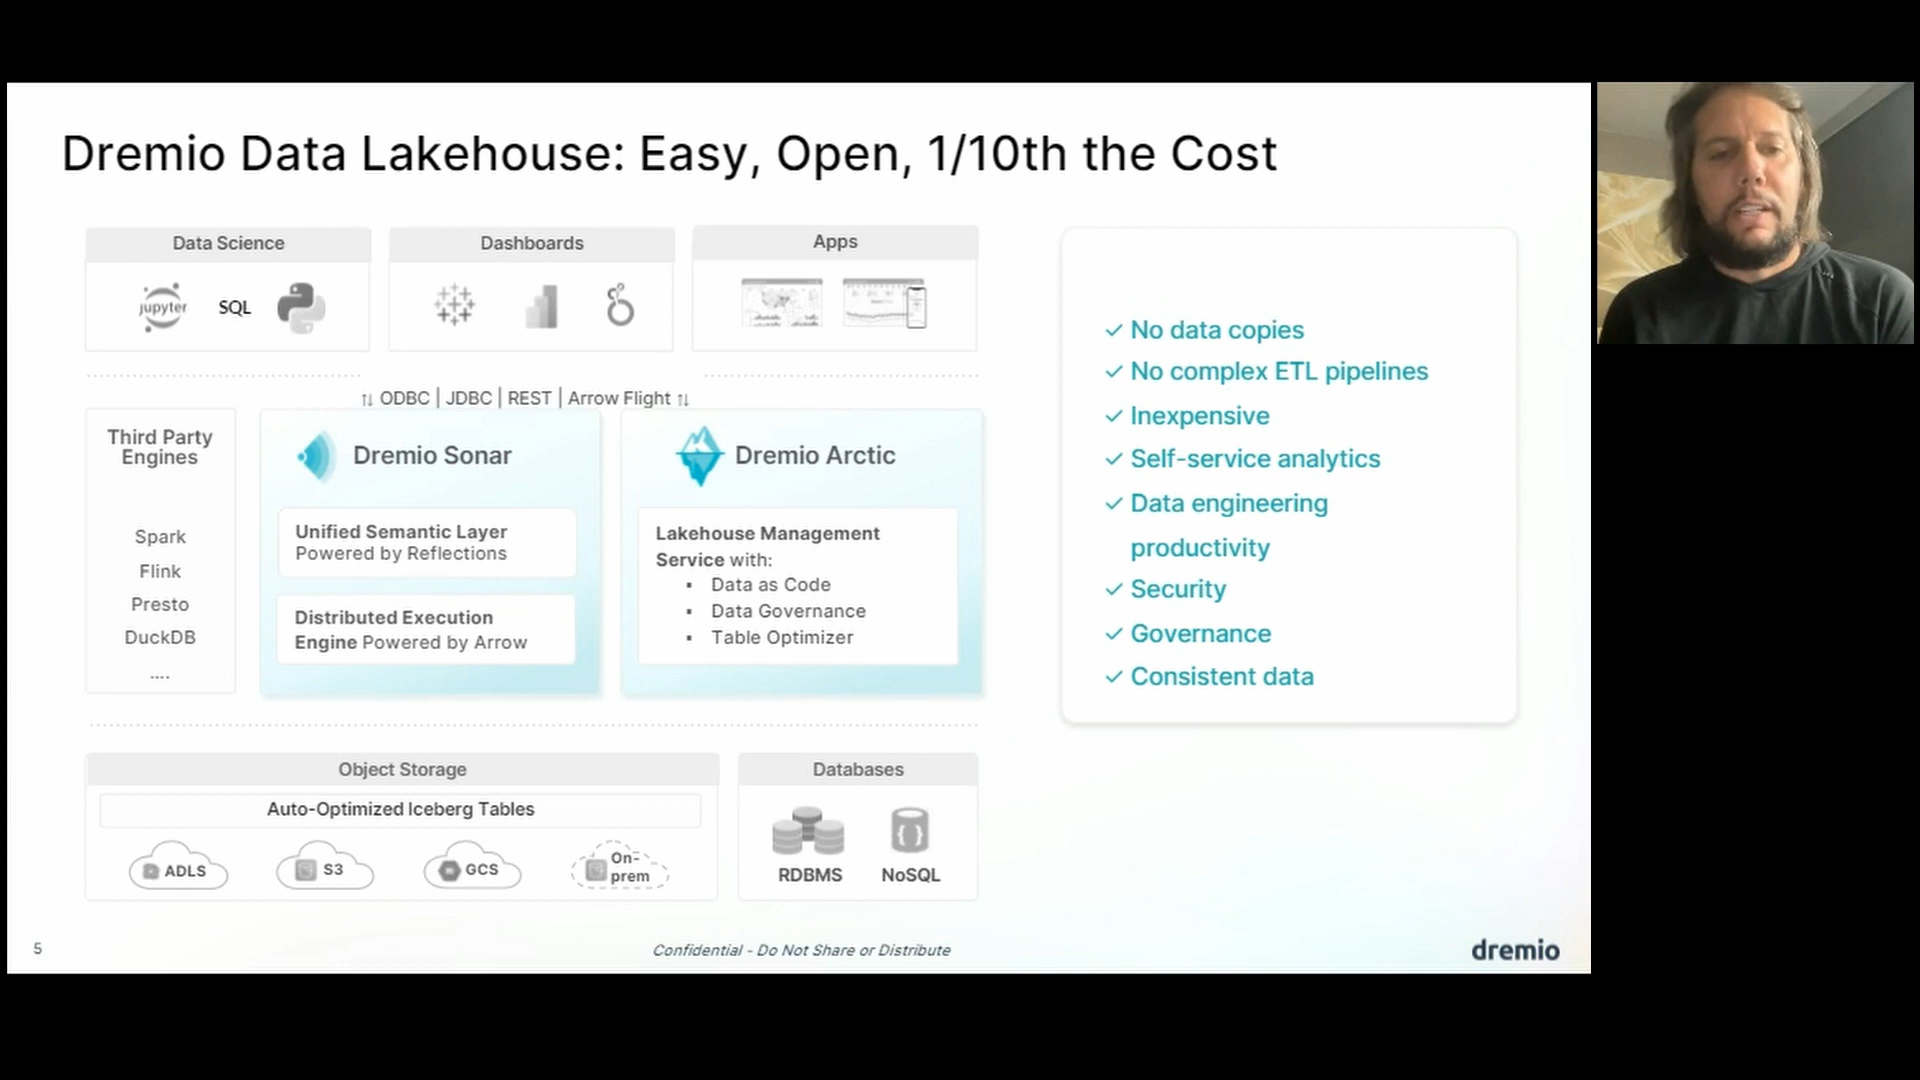 Dremio Data Lakehouse: Easy, Open, 1/10th the Cost
Data Science
jupyter
SQL
Dashboards
Apps
↑↓ ODBC | JDBC | REST | Arrow Flight ↑↓
Third Party
Engines
Spark
Flink
Presto
DuckDB
....
Dremio Sonar
Unified Semantic Layer
Powered by Reflections
Distributed Execution
Engine Powered by Arrow
Dremio Arctic
Lakehouse Management
Service with:
▪ Data as Code
▪ Data Governance
▪ Table Optimizer
Object Storage
Auto-Optimized Iceberg Tables
ADLS
S3
GCS
On-
prem
Databases
RDBMS
{ }
NoSQL
✓ No data copies
✓ No complex ETL pipelines
✓ Inexpensive
✓ Self-service analytics
✓ Data engineering
productivity
✓ Security
✓ Governance
✓ Consistent data
5
Confidential - Do Not Share or Distribute
dremio